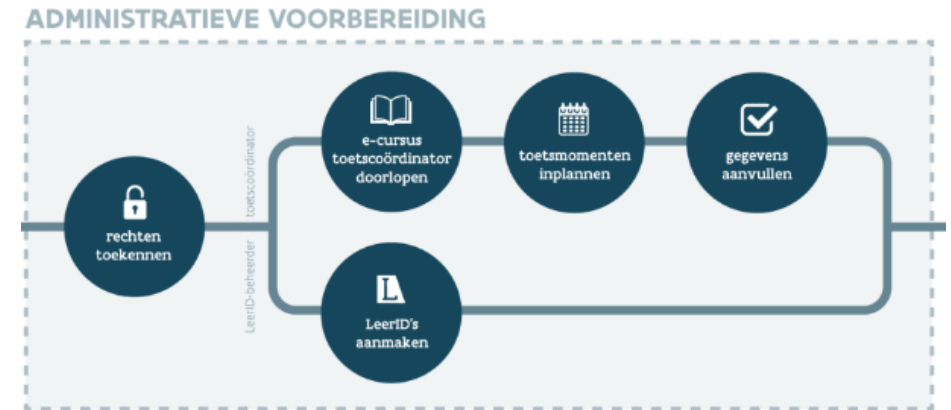 ADMINISTRATIEVE VOORBEREIDING
rechten
toekennen
toetscoördinator
LeerID-beheerder
e-cursus
toetscoördinator
doorlopen
toetsmomenten
inplannen
gegevens
aanvullen
L
LeerID's
aanmaken